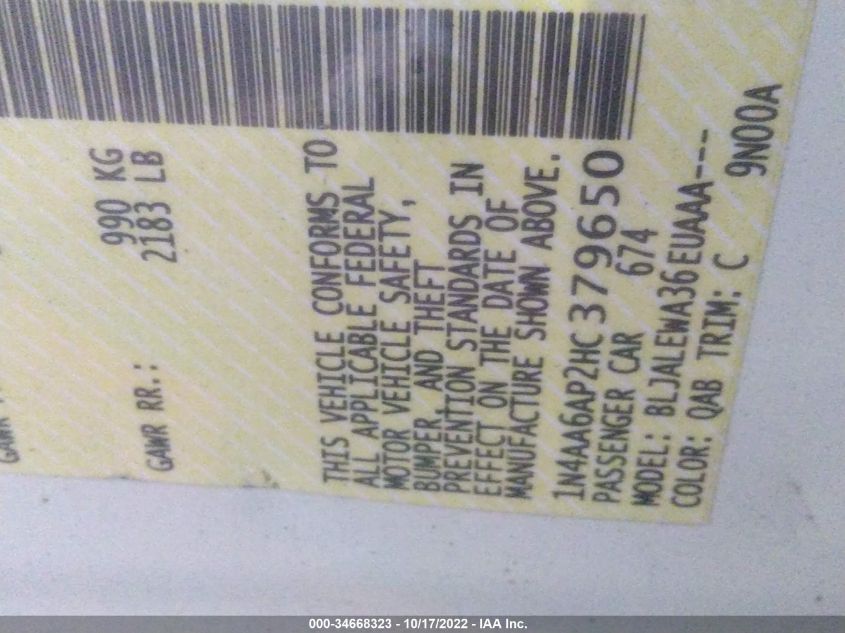 990 KG
GAWR RR.: 2183 LB
THIS VEHICLE CONFORMS TO
ALL APPLICABLE FEDERAL
MOTOR VEHICLE SAFETY,
BUMPER, AND THEFT
PREVENTION STANDARDS IN
EFFECT ON THE DATE OF
MANUFACTURE SHOWN ABOVE.
1N4AA6AP2HC379650
PASSENGER CAR 674
MODEL: BLJALEWA36EUAAA---
COLOR: QAB TRIM: C 9N00A
000-34668323 - 10/17/2022 - IAA Inc.